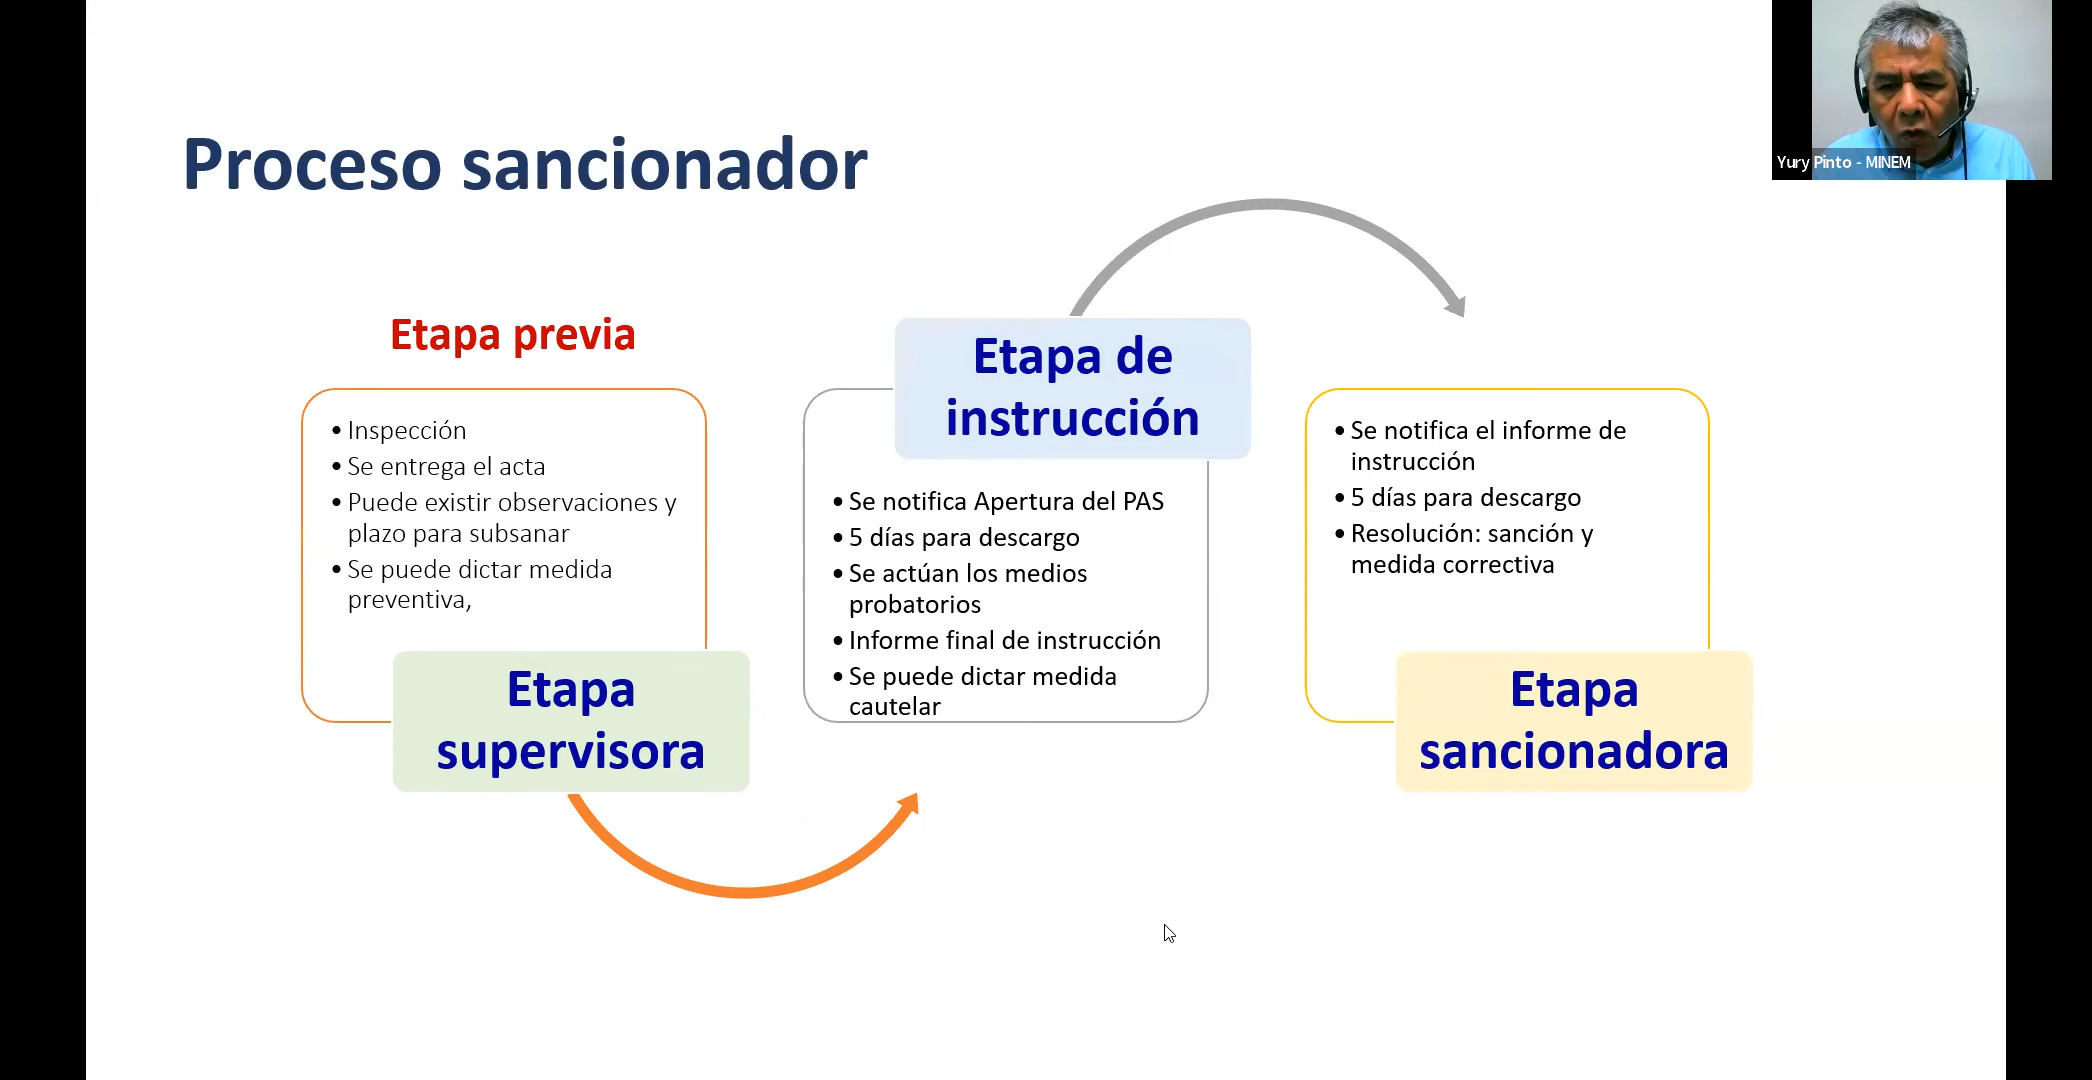 Proceso sancionador
Yury Pinto - MINEM
Etapa previa
• Inspección
• Se entrega el acta
• Puede existir observaciones y
plazo para subsanar
• Se puede dictar medida
preventiva,
Etapa
supervisora
Etapa de
instrucción
• Se notifica Apertura del PAS
• 5 días para descargo
• Se actúan los medios
probatorios
• Informe final de instrucción
• Se puede dictar medida
cautelar
• Se notifica el informe de
instrucción
• 5 días para descargo
• Resolución: sanción y
medida correctiva
Etapa
sancionadora